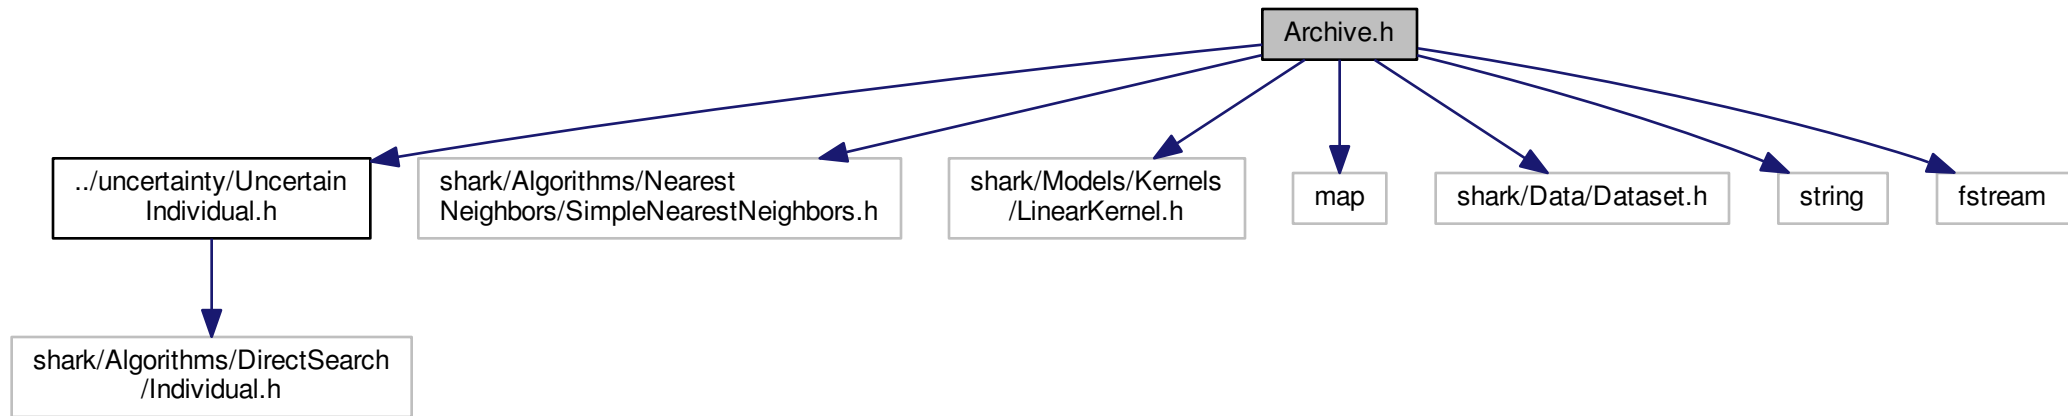 Archive.h
../uncertainty/Uncertain
Individual.h
shark/Algorithms/Nearest
Neighbors/SimpleNearestNeighbors.h
shark/Models/Kernels
/LinearKernel.h
map
shark/Data/Dataset.h
string
fstream
shark/Algorithms/DirectSearch
/Individual.h